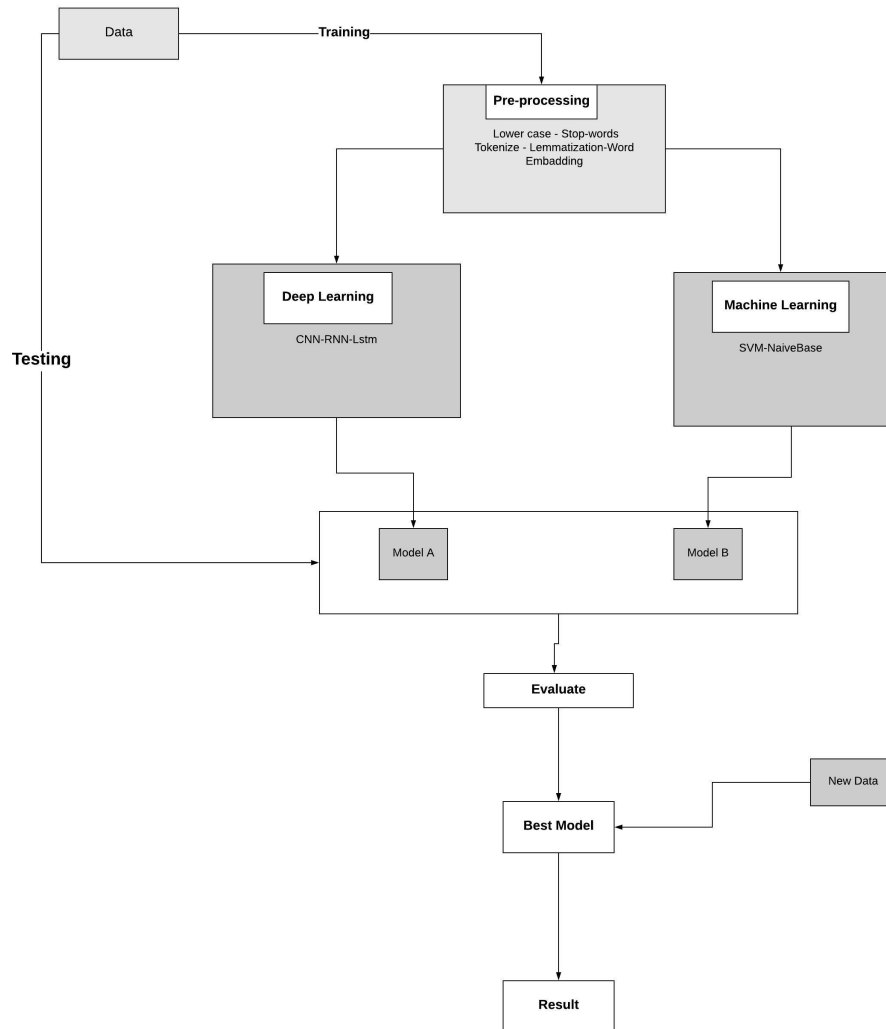 Data
Training
Pre-processing
Lower case - Stop-words
Tokenize - Lemmatization-Word
Embadding
Deep Learning
CNN-RNN-Lstm
Machine Learning
SVM-NaiveBase
Testing
Model A
Model B
Evaluate
New Data
Best Model
Result